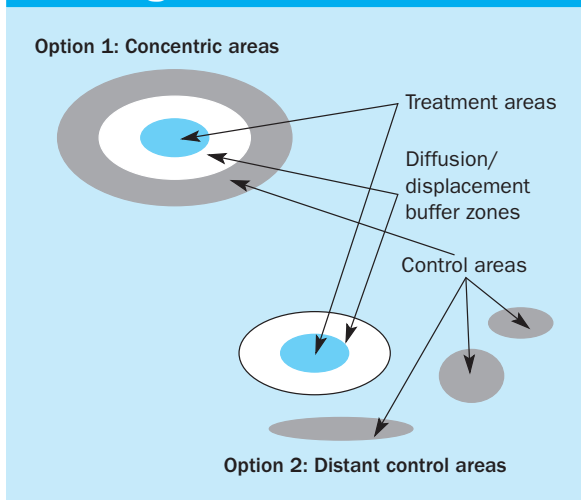 Option 1: Concentric areas
Treatment areas
Diffusion/
displacement
buffer zones
Control areas
Option 2: Distant control areas